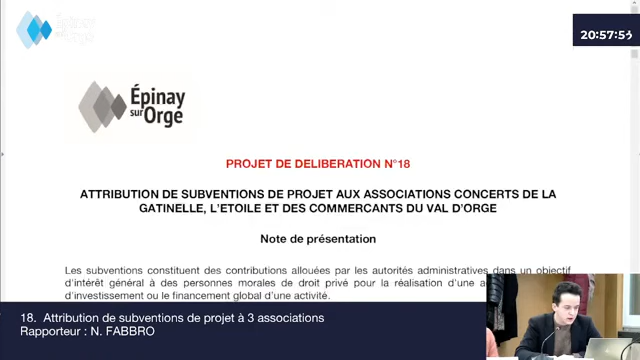 Épinay
sur Orge
20:57:54
Épinay
sur Orge
PROJET DE DELIBERATION N°18
ATTRIBUTION DE SUBVENTIONS DE PROJET AUX ASSOCIATIONS CONCERTS DE LA
GATINELLE, L'ETOILE ET DES COMMERCANTS DU VAL D'ORGE
Note de présentation
Les subventions constituent des contributions allouées par les autorités administratives dans un objectif
d'intérêt général à des personnes morales de droit privé pour la réalisation d'une
d'investissement ou le financement global d'une activité.
18. Attribution de subventions de projet à 3 associations
Rapporteur : N. FABBRO